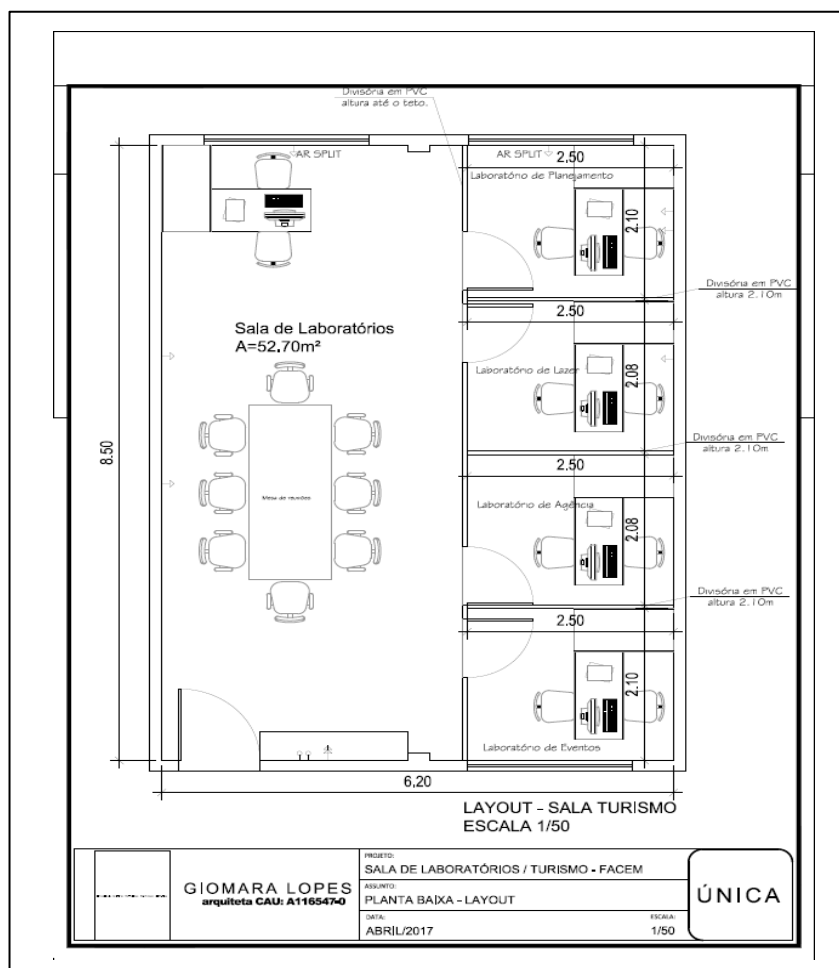 Divisória em PVC
altura até o teto.
AR SPLIT
AR SPLIT
2,50
Laboratório de Planejamento
2.10
Divisória em PVC
altura 2.10m
2.50
Sala de Laboratórios
A=52,70m²
Laboratório de Lazer
2.08
8.50
Divisória em PVC
altura 2.10m
2.50
Mesa de reuniões
Laboratório de Agência
2.08
Divisória em PVC
altura 2.10m
2.50
2.10
Laboratório de Eventos
6,20
LAYOUT - SALA TURISMO
ESCALA 1/50
GIOMARA LOPES
arquiteta CAU: A116547-0
PROJETO:
SALA DE LABORATÓRIOS / TURISMO - FACEM
ASSUNTO:
PLANTA BAIXA - LAYOUT
DATA:
ABRIL/2017
ESCALA:
1/50
ÚNICA